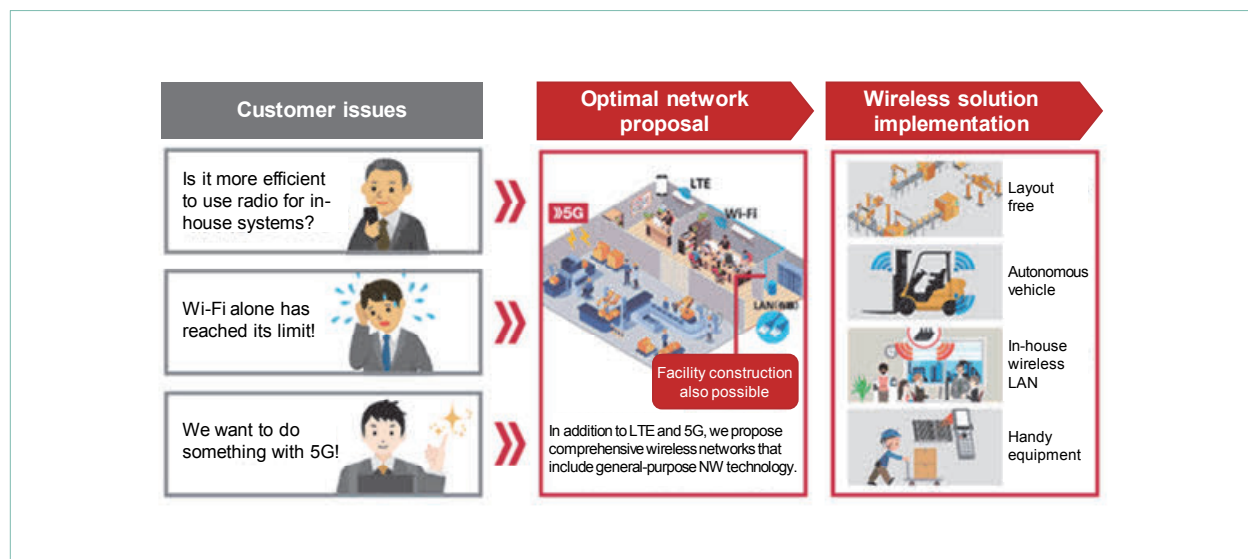 Customer issues
Optimal network
proposal
Wireless solution
implementation
Is it more efficient
to use radio for in-
house systems?
Wi-Fi alone has
reached its limit!
We want to do
something with 5G!
LTE
Wi-Fi
5G
LAN
Facility construction
also possible
In addition to LTE and 5G, we propose
comprehensive wireless networks that
include general-purpose NW technology.
Layout
free
Autonomous
vehicle
In-house
wireless
LAN
Handy
equipment